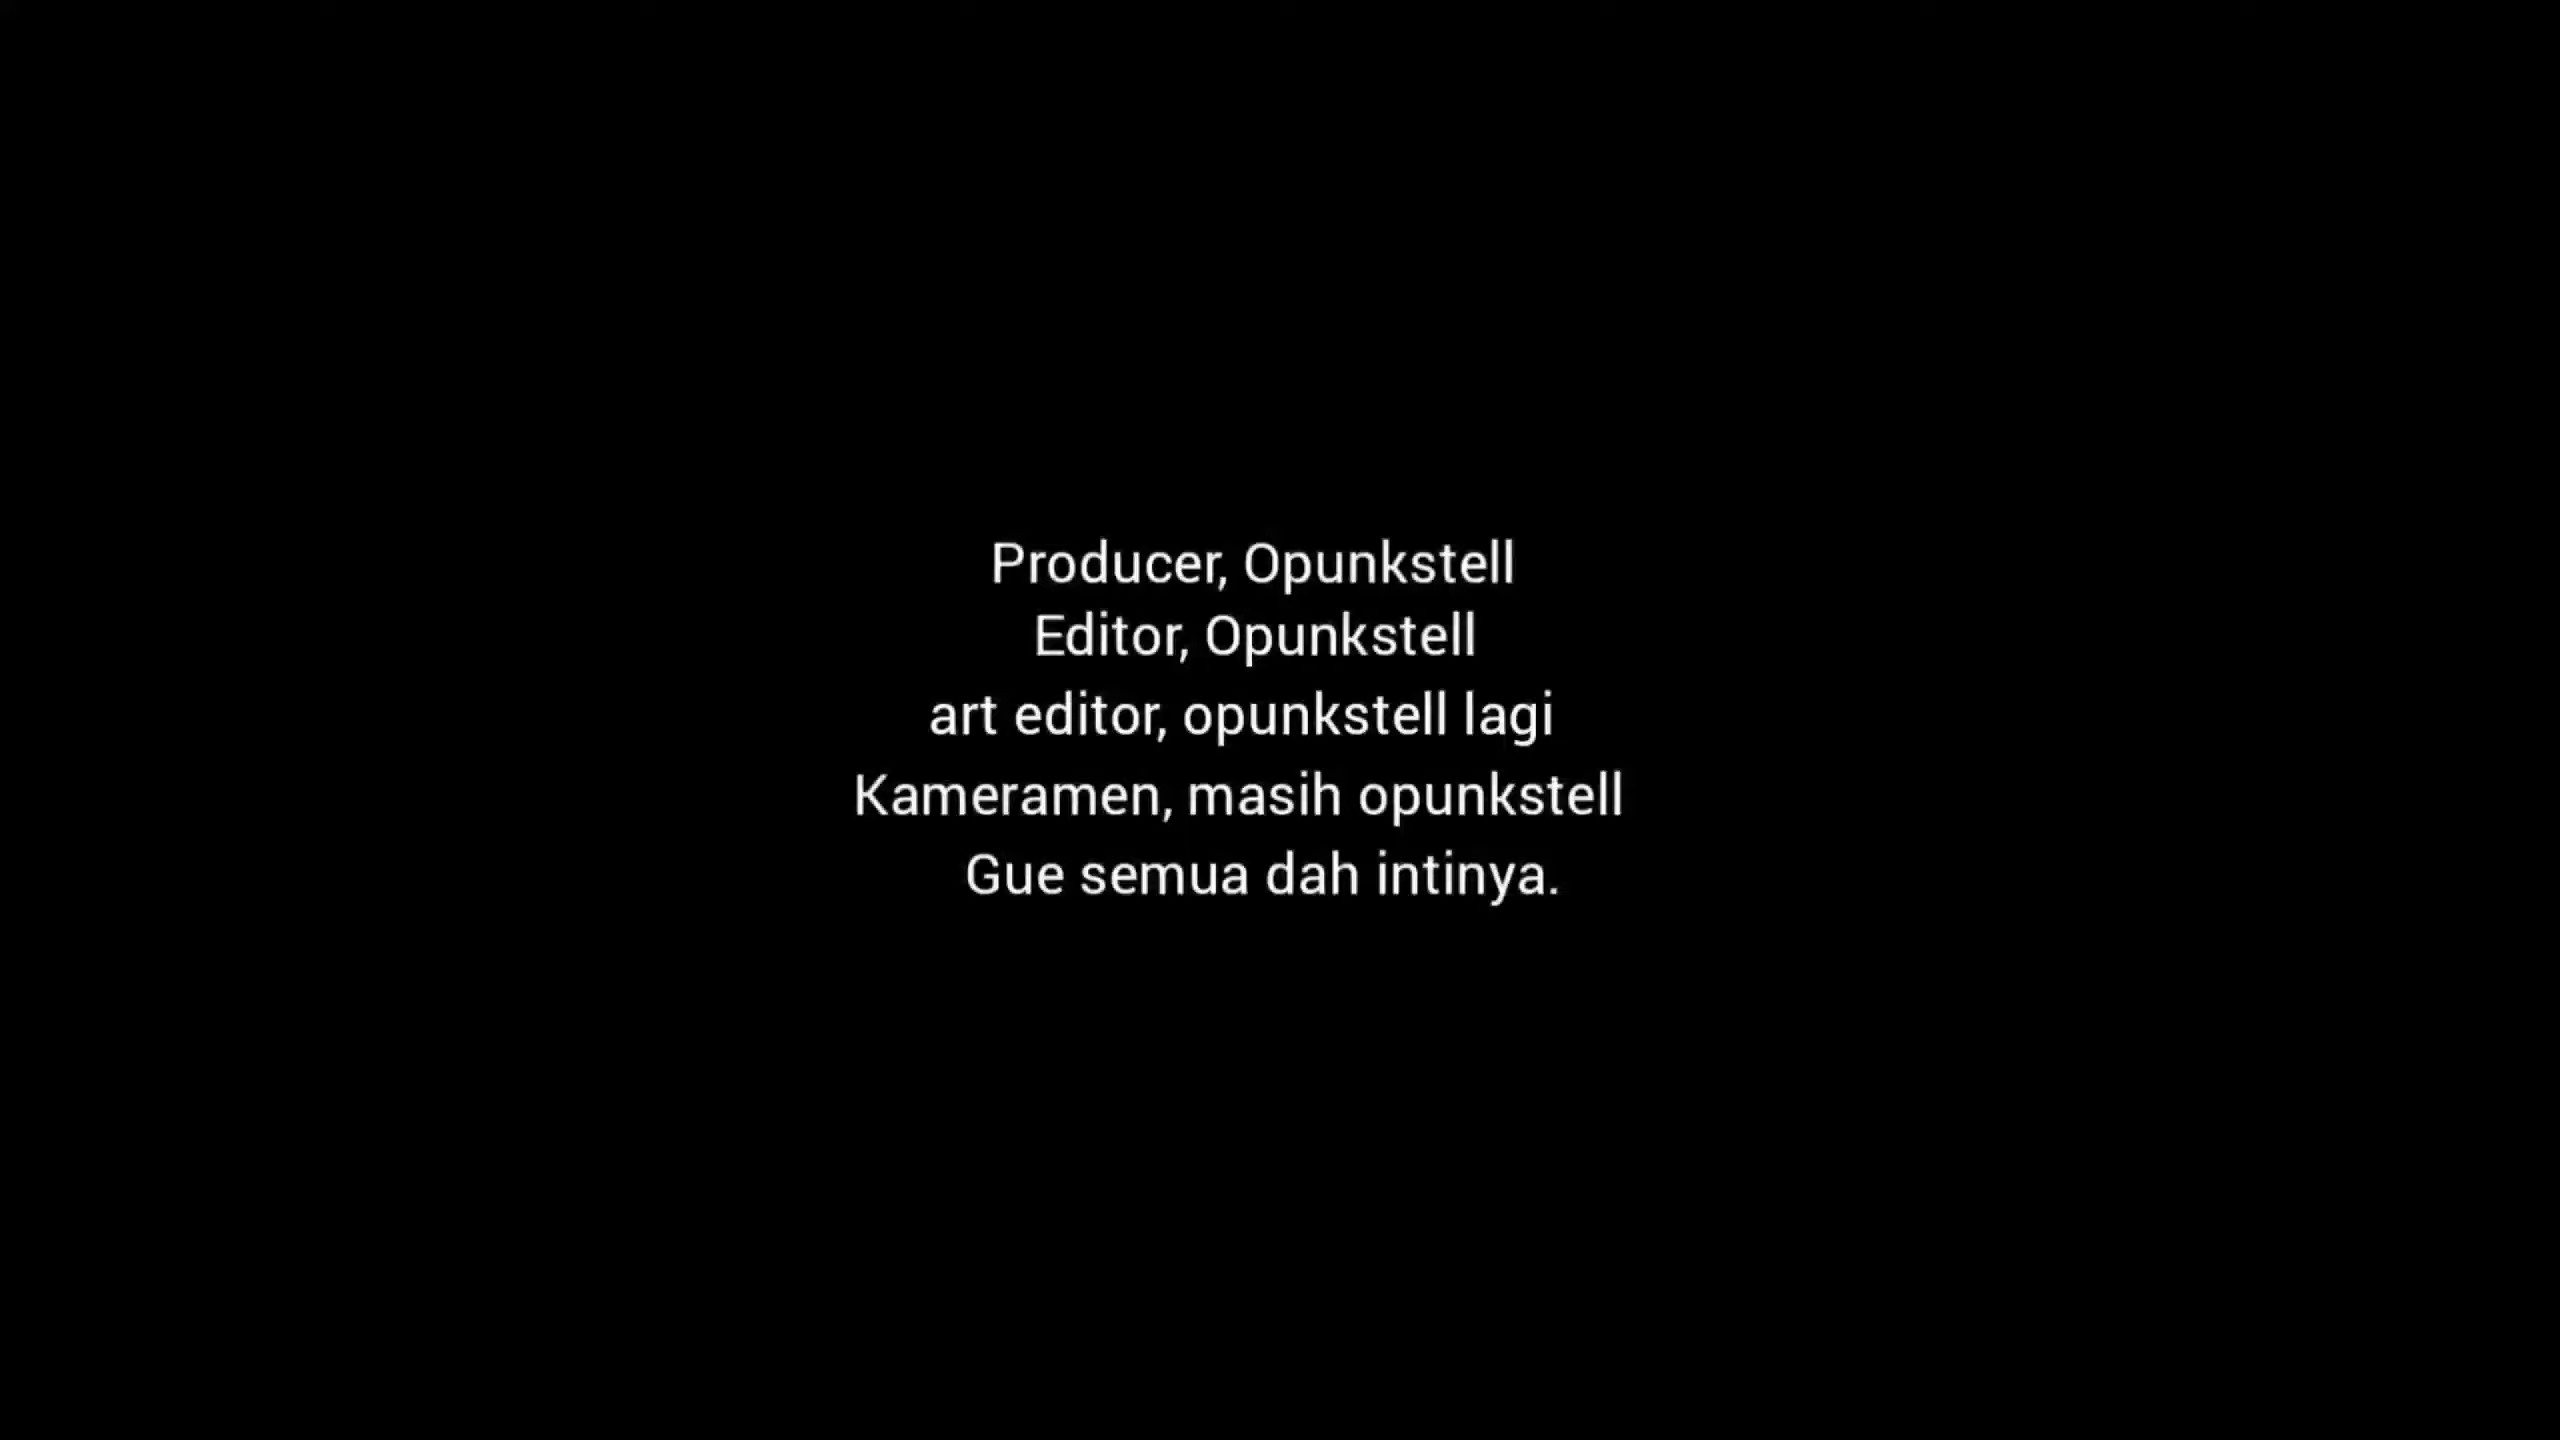 Producer, Opunkstell
Editor, Opunkstell
art editor, opunkstell lagi
Kameramen, masih opunkstell
Gue semua dah intinya.